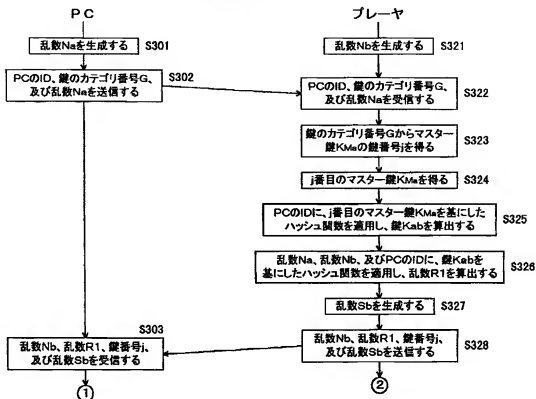 PC
プレーヤ
乱数Naを生成する
S301
乱数Nbを生成する
S321
PCのID、鍵のカテゴリ番号G、
及び乱数Naを送信する
S302
PCのID、鍵のカテゴリ番号G、
及び乱数Naを受信する
S322
鍵のカテゴリ番号Gからマスター
鍵KMaの鍵番号jを得る
S323
j番目のマスター鍵KMaを得る
S324
PCのIDに、j番目のマスター鍵KMaを基にした
ハッシュ関数を適用し、鍵Kabを算出する
S325
乱数Na、乱数Nb、及びPCのIDに、鍵Kabを
基にしたハッシュ関数を適用し、乱数R1を算出する
S326
乱数Sbを生成する
S327
S303
乱数Nb、乱数R1、鍵番号j、
及び乱数Sbを受信する
乱数Nb、乱数R1、鍵番号j、
及び乱数Sbを送信する
S328
①
②